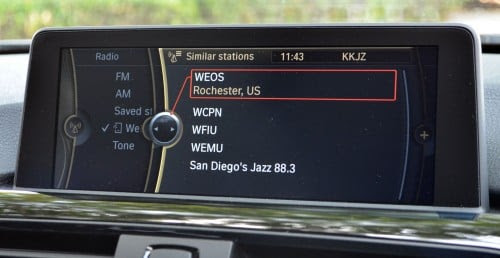 Radio
Similar stations 11:43 KKJZ
FM
AM
Saved
We
Tone
WEOS
Rochester, US
WCPN
WFIU
WEMU
San Diego's Jazz 88.3